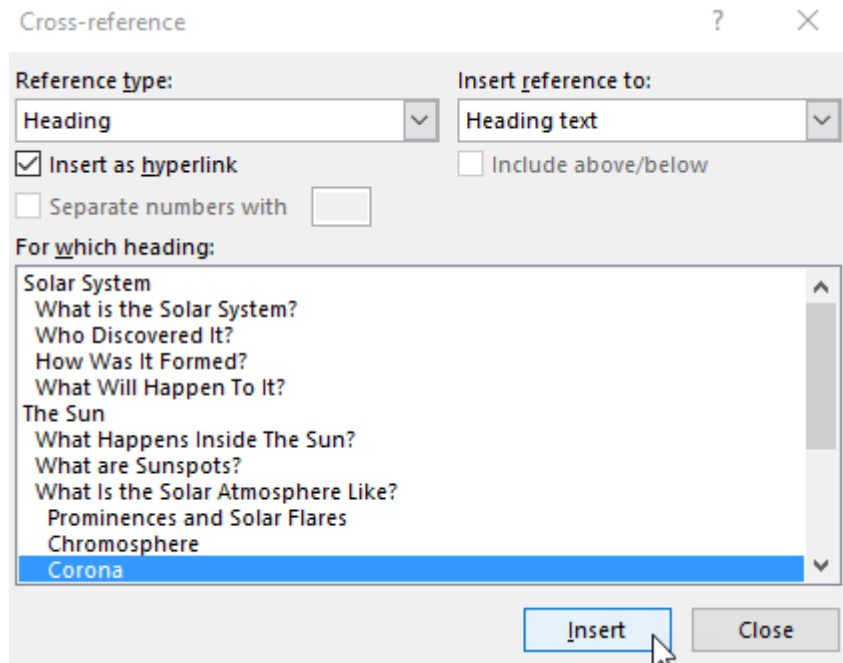 Cross-reference ?
Reference type: Insert reference to:
Heading Heading text
Insert as hyperlink Include above/below
Separate numbers with
For which heading:
Solar System
What is the Solar System?
Who Discovered It?
How Was It Formed?
What Will Happen To It?
The Sun
What Happens Inside The Sun?
What are Sunspots?
What Is the Solar Atmosphere Like?
Prominences and Solar Flares
Chromosphere
Corona
Insert Close